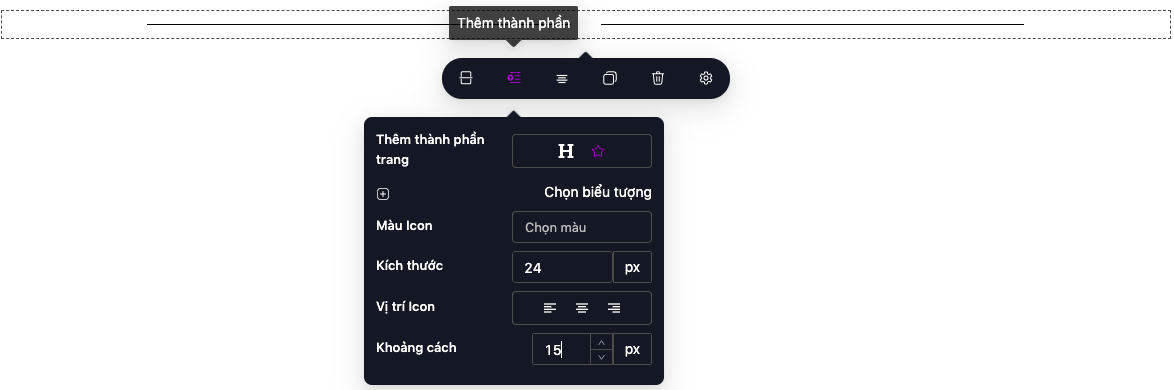 Thêm thành phần
Thêm thành phần
trang
H
Chọn biểu tượng
Màu Icon
Chọn màu
Kích thước
24
px
Vị trí Icon
Khoảng cách
15
px